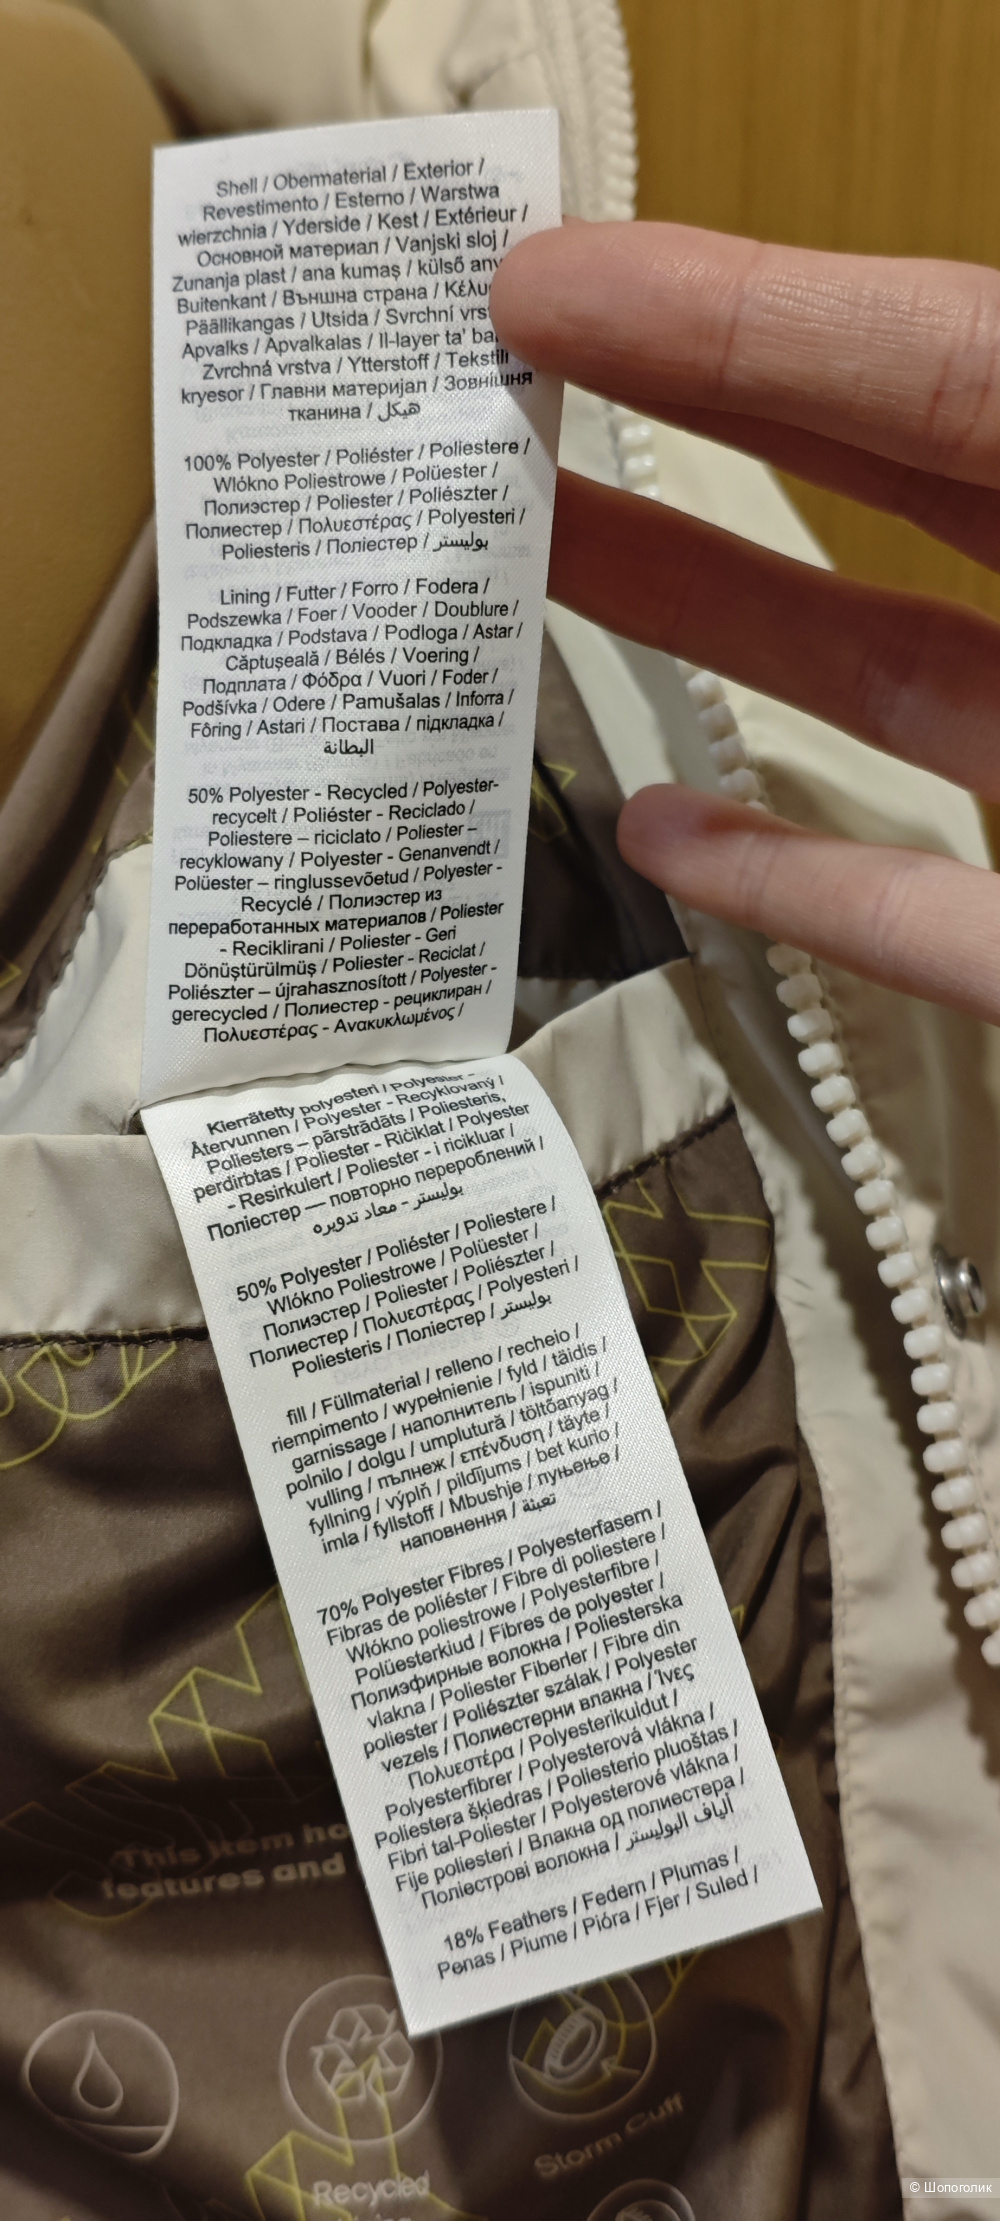 Shell / Obermaterial / Exterior /
Revestimento / Esterno / Warstwa
wierzchnia / Yderside / Kest / Extérieur /
Основной материал / Vanjski sloj /
Zunanja plast / ana kumaş / külső
Buitenkant / Външна страна /
Päällikangas / Utsida / Svrchní
Apvalks / Apvalkalas / Il-layer ta'
Zvrchná vrstva / Ytterstoff / Tekstili
kryesor / Главни материјал / Зовнішня
тканина / هيكل
100% Polyester / Poliéster / Poliestere /
Włókno Poliestrowe / Polüester /
Полиэстер / Poliester / Poliészter /
Полиестер / Πολυεστέρας / Polyesteri /
Poliesteris / Поліестер / بوليستر
Lining / Futter / Forro / Fodera /
Podszewka / Foer / Vooder / Doublure /
Подкладка / Podstava / Podloga / Astar /
Căptușeală / Bélés / Voering /
Подплата / Φόδρα / Vuori / Foder /
Podšívka / Odere / Pamušalas / Inforra /
Fôring / Astari / Постава / підкладка /
البطانة
50% Polyester - Recycled / Polyester-
recycelt / Poliéster - Reciclado /
Poliestere – riciclato / Poliester –
recyklowany / Polyester - Genanvendt /
Polüester – ringlussevõetud / Polyester -
Recyclé / Полиэстер из
переработанных материалов / Poliester
- Reciklirani / Poliester - Geri
Dönüştürülmüş / Poliester - Reciclat /
Poliészter – újrahasznosított / Polyester -
gerecycled / Полиестер - рециклиран /
Πολυεστέρας - Ανακυκλωμένος /
Kierrätetty polyesteri / Polyester -
Återvunnen / Polyester - Recyklovaný /
Poliesters – pārstrādāts / Poliesteris,
perdirbtas / Poliester - Riċiklat / Polyester
- Resirkulert / Poliester - i ricikluar /
Поліестер — повторно перероблений /
بوليستر - معاد تدويره
50% Polyester / Poliéster / Poliestere /
Włókno Poliestrowe / Polüester /
Полиэстер / Poliester / Poliészter /
Полиестер / Πολυεστέρας / Polyesteri /
Poliesteris / Поліестер / بوليستر
fill / Füllmaterial / relleno / recheio /
riempimento / wypełnienie / fyld / täidis /
garnissage / наполнитель / ispuniti /
polnilo / dolgu / umplutură / töltőanyag /
vulling / пълнеж / επένδυση / täyte /
fyllning / výplň / pildījums / bet kurio /
imla / fyllstoff / Mbushje / пуњење /
наповнення / تعبئة
70% Polyester Fibres / Polyesterfasern /
Fibras de poliéster / Fibre di poliestere /
Włókno poliestrowe / Polyesterfibre /
Polüesterkiud / Fibres de polyester /
Полиэфирные волокна / Poliesterska
vlakna / Poliester Fiberler / Fibre din
poliester / Poliészter szálak / Polyester
vezels / Полиестерни влакна / Ίνες
Πολυεστέρα / Polyesterikuidut /
Polyesterfibrer / Polyesterová vlákna /
Poliestera šķiedras / Poliesterio pluoštas /
Fibri tal-Poliester / Polyesterové vlákna /
Fije poliesteri / Влакна од полиестера /
Поліестрові волокна / ألياف البوليستر
18% Feathers / Federn / Plumas /
Penas / Piume / Pióra / Fjer / Suled /
This item
features and
Storm Cuff
Recycled
© Шопоголик